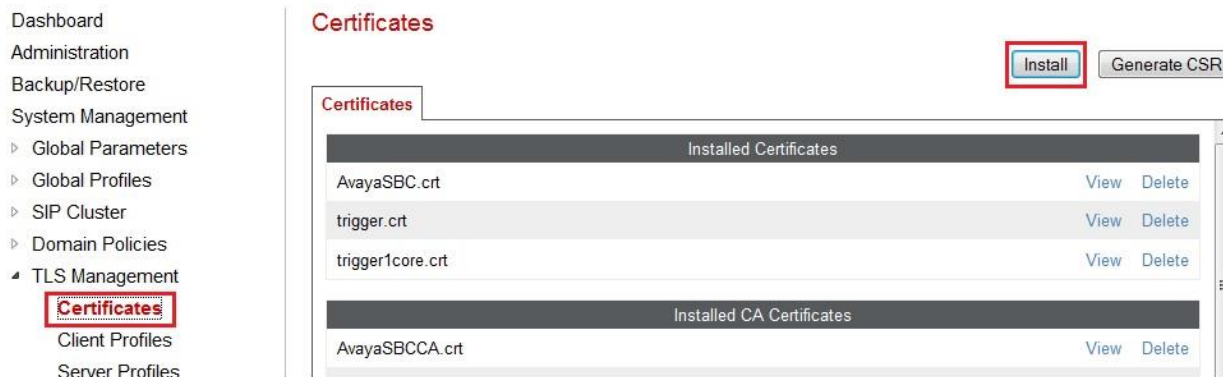 Dashboard
Administration
Backup/Restore
System Management
Global Parameters
Global Profiles
SIP Cluster
Domain Policies
TLS Management
Certificates
Client Profiles
Server Profiles
Certificates
Install Generate CSR
Certificates
Installed Certificates
AvayaSBC.crt View Delete
trigger.crt View Delete
trigger1core.crt View Delete
Installed CA Certificates
AvayaSBCCA.crt View Delete